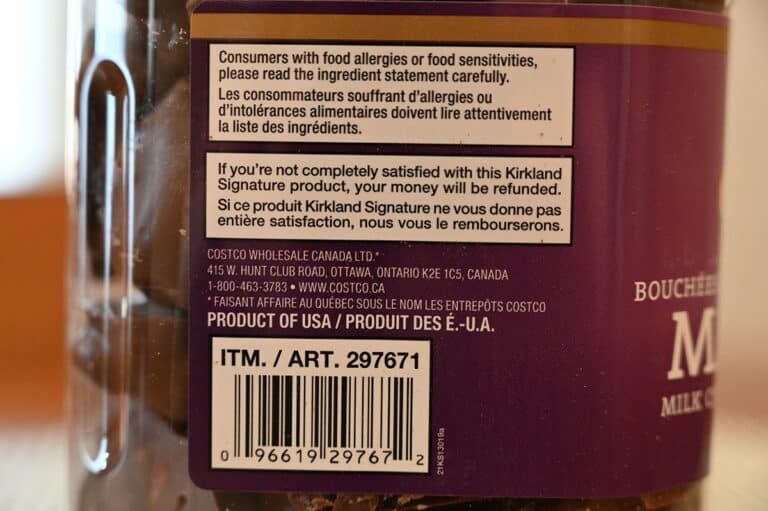 Consumers with food allergies or food sensitivities,
please read the ingredient statement carefully.
Les consommateurs souffrant d'allergies ou
d'intolérances alimentaires doivent lire attentivement
la liste des ingrédients.
If you're not completely satisfied with this Kirkland
Signature product, your money will be refunded.
Si ce produit Kirkland Signature ne vous donne pas
entière satisfaction, nous vous le rembourserons.
COSTCO WHOLESALE CANADA LTD.*
415 W. HUNT CLUB ROAD, OTTAWA, ONTARIO K2E 1C5, CANADA
1-800-463-3783 • WWW.COSTCO.CA
* FAISANT AFFAIRE AU QUÉBEC SOUS LE NOM LES ENTREPÔTS COSTCO
PRODUCT OF USA / PRODUIT DES É.-U.A.
ITM. / ART. 297671
0 96619 29767 2
21KS13019a
BOUCHÉE
M
MILK